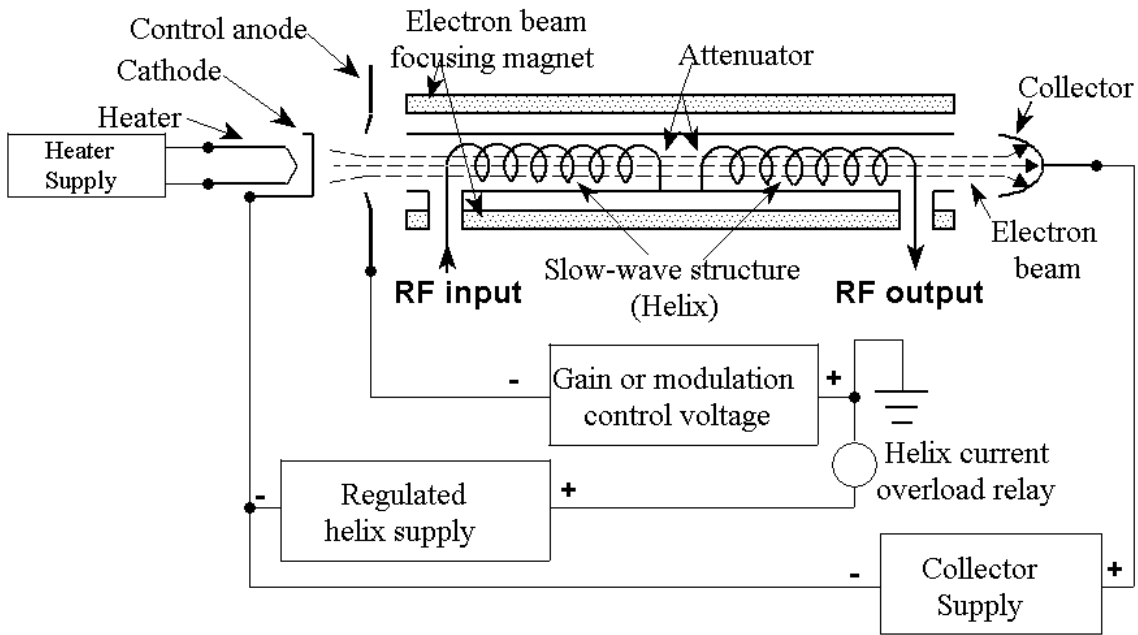 Control anode
Electron beam
focusing magnet
Attenuator
Cathode
Collector
Heater
Heater
Supply
Electron
beam
Slow-wave structure
(Helix)
RF input
RF output
-
Gain or modulation
control voltage
+
Helix current
overload relay
-
Regulated
helix supply
+
-
Collector
Supply
+